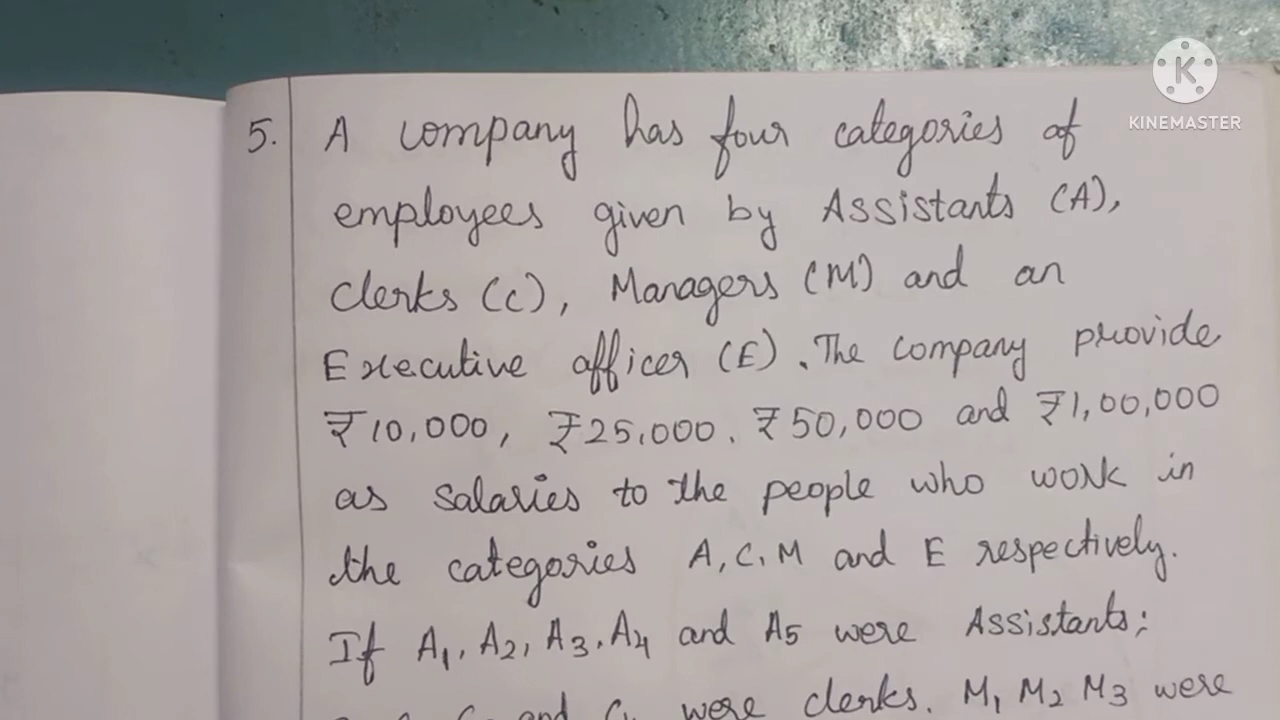 KINEMASTER
5. A company has four categories of
employees given by Assistants (A),
clerks (C), Managers (M) and an
Executive officer (E). The company provide
₹10,000, ₹25,000, ₹50,000 and ₹1,00,000
as salaries to the people who work in
the categories A, C, M and E respectively.
If A1, A2, A3, A4 and A5 were Assistants;
and were clerks. M1 M2 M3 were